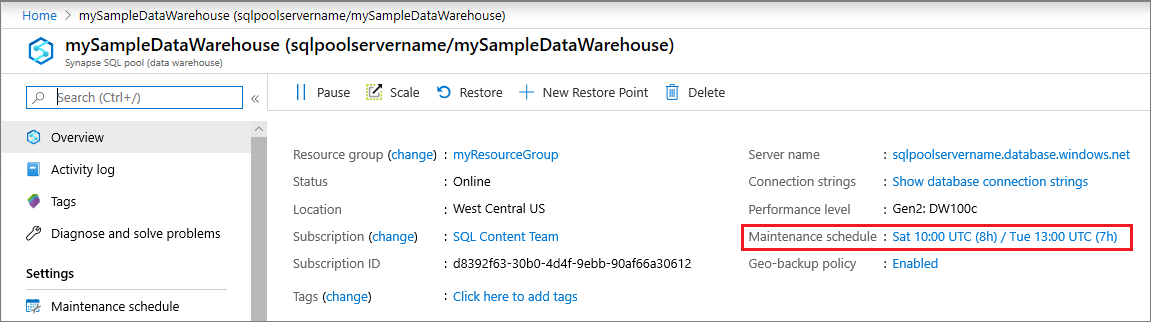 Home > mySampleDataWarehouse (sqlpoolservername/mySampleDataWarehouse)
mySampleDataWarehouse (sqlpoolservername/mySampleDataWarehouse)
Synapse SQL pool (data warehouse)
Search (Ctrl+/)
«
Pause
Scale
Restore
New Restore Point
Delete
Overview
Activity log
Tags
Diagnose and solve problems
Settings
Maintenance schedule
Resource group (change) : myResourceGroup
Status : Online
Location : West Central US
Subscription (change) : SQL Content Team
Subscription ID : d8392f63-30b0-4d4f-9ebb-90af66a30612
Tags (change) : Click here to add tags
Server name : sqlpoolservername.database.windows.net
Connection strings : Show database connection strings
Performance level : Gen2: DW100c
Maintenance schedule : Sat 10:00 UTC (8h) / Tue 13:00 UTC (7h)
Geo-backup policy : Enabled